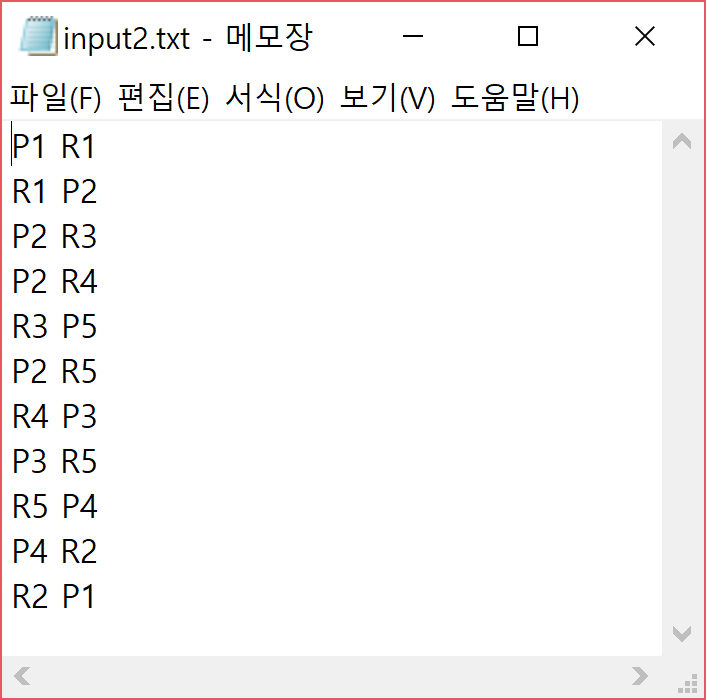 input2.txt - 메모장
파일(F) 편집(E) 서식(O) 보기(V) 도움말(H)
P1 R1
R1 P2
P2 R3
P2 R4
R3 P5
P2 R5
R4 P3
P3 R5
R5 P4
P4 R2
R2 P1